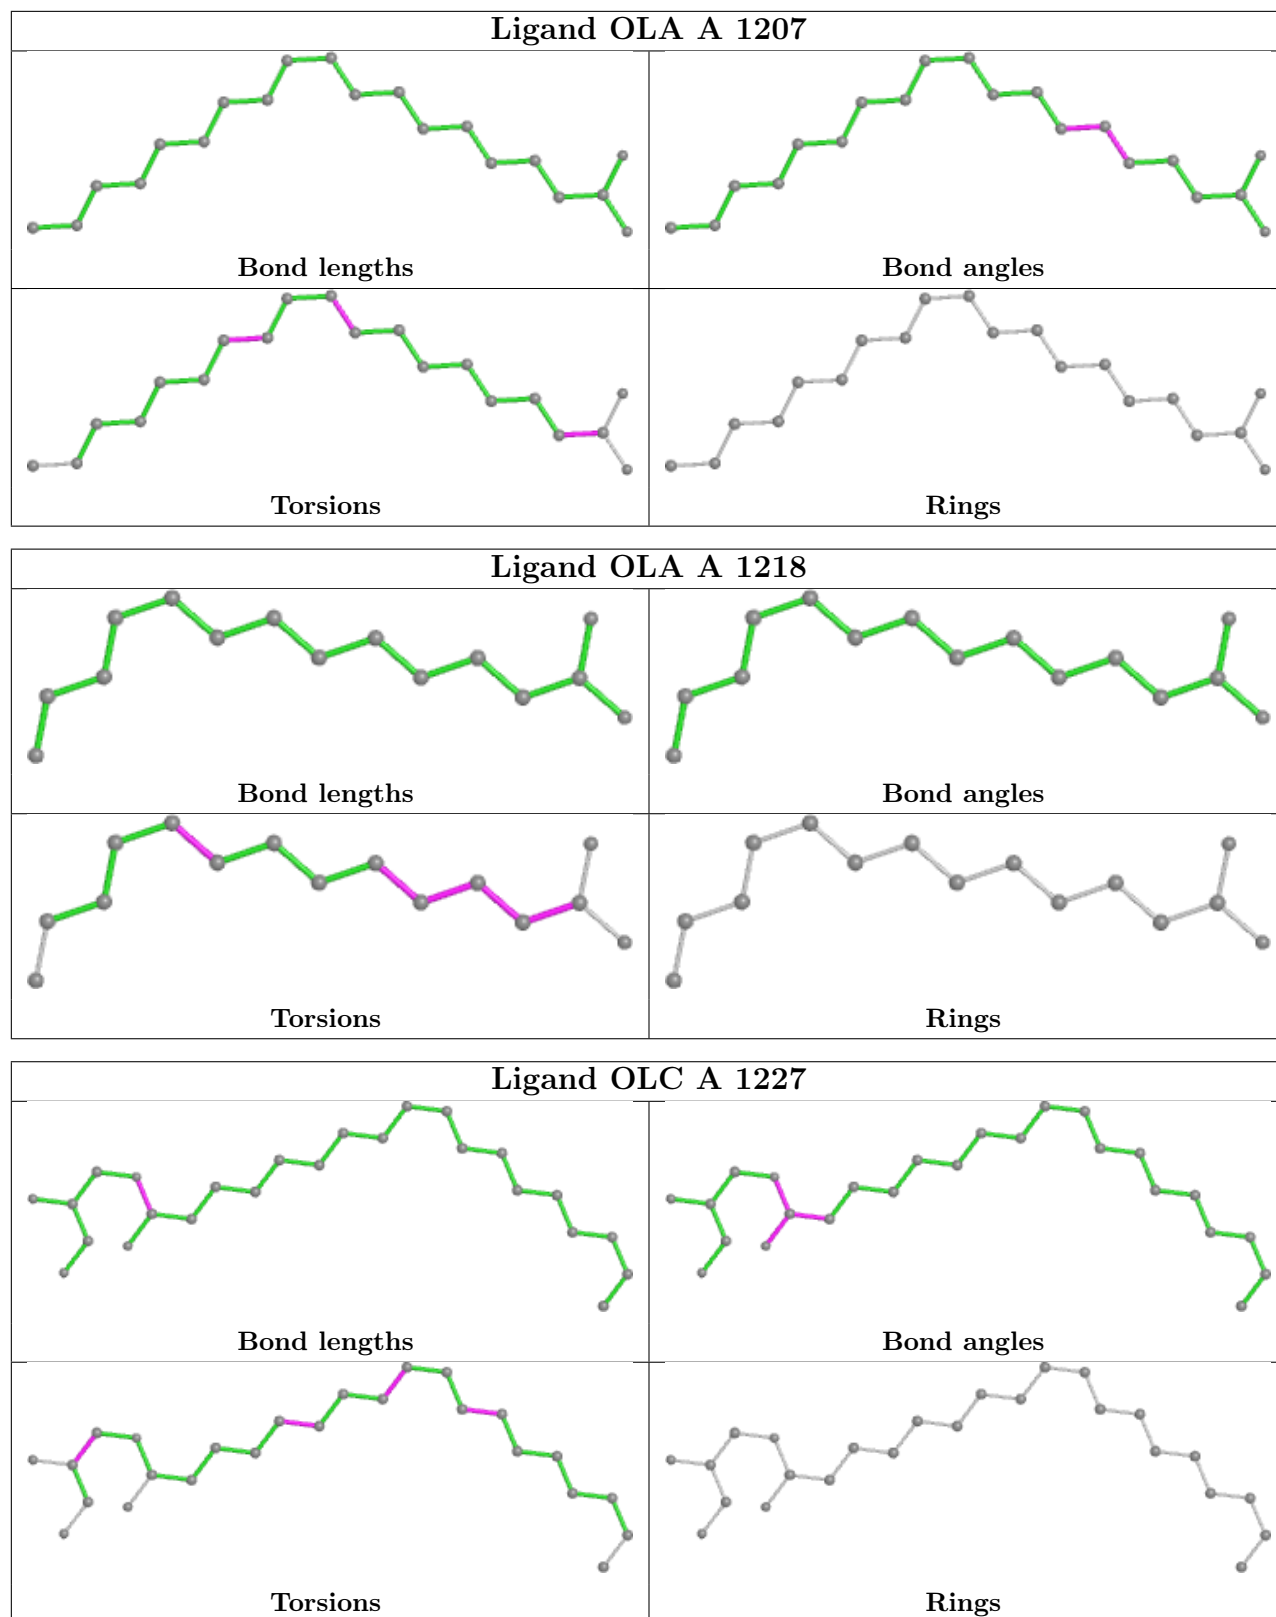 Ligand OLA A 1207
Bond lengths
Bond angles
Torsions
Rings
Ligand OLA A 1218
Bond lengths
Bond angles
Torsions
Rings
Ligand OLC A 1227
Bond lengths
Bond angles
Torsions
Rings